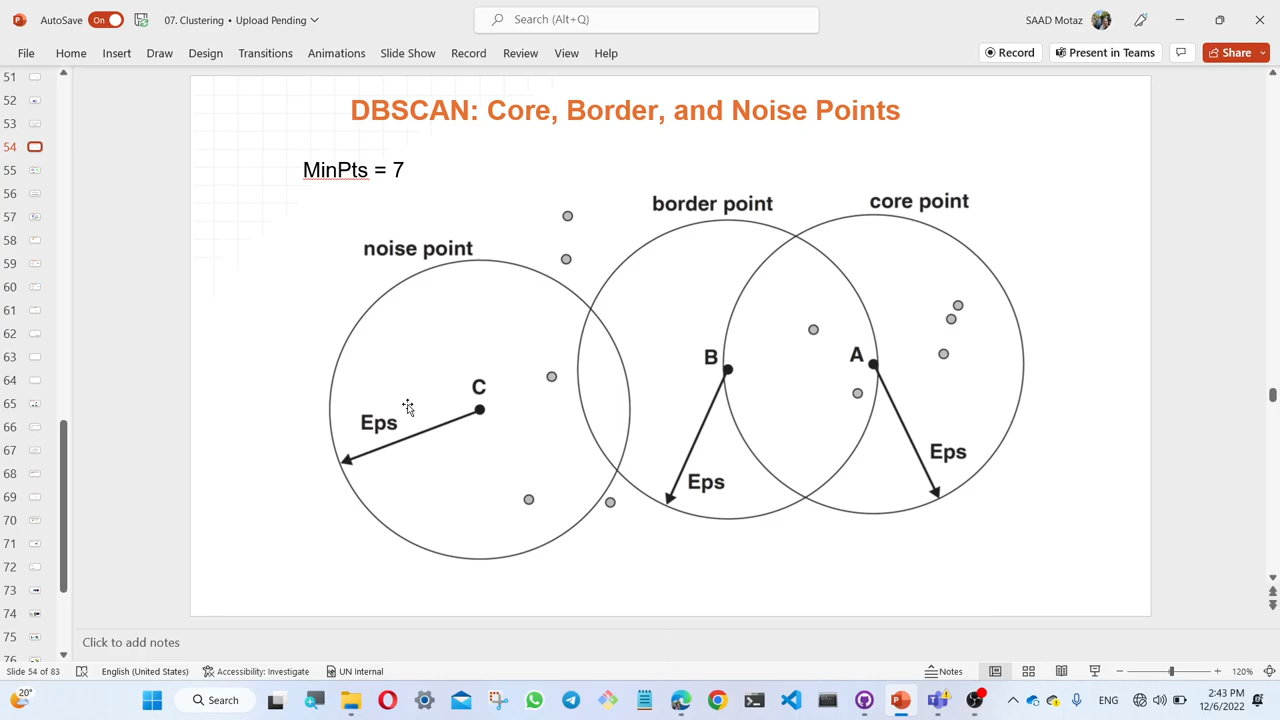 AutoSave On 07. Clustering • Upload Pending Search (Alt+Q) SAAD Motaz
File Home Insert Draw Design Transitions Animations Slide Show Record Review View Help Record Present in Teams Share
51
52
53
54
55
56
57
58
59
60
61
62
63
64
65
66
67
68
69
70
71
72
73
74
75
76
DBSCAN: Core, Border, and Noise Points
MinPts = 7
border point core point
noise point
B A
C
Eps
Eps
Eps
Click to add notes
Slide 54 of 83 English (United States) Accessibility: Investigate UN Internal Notes 120%
20° Search ENG 2:43 PM
12/6/2022